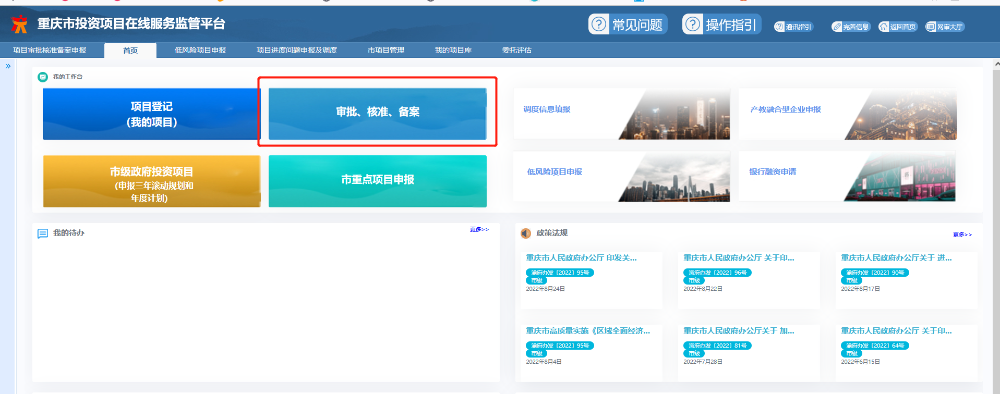 重庆市投资项目在线服务监管平台
常见问题
操作指引
通讯指引
完善信息
返回首页
网审大厅
项目审批核准备案申报
首页
低风险项目申报
项目进度问题申报及调度
市项目管理
我的项目库
委托评估
我的工作台
项目登记
(我的项目)
审批、核准、备案
调度信息填报
产教融合型企业申报
市级政府投资项目
(申报三年滚动规划和
年度计划)
市重点项目申报
低风险项目申报
银行融资申请
我的待办
更多>>
政策法规
更多>>
重庆市人民政府办公厅 印发关...
渝府办发〔2022〕95号
市级
2022年8月24日
重庆市人民政府办公厅 关于印...
渝府办发〔2022〕96号
市级
2022年8月22日
重庆市人民政府办公厅关于 进...
渝府办发〔2022〕90号
市级
2022年8月17日
重庆市高质量实施《区域全面经济...
渝府办发〔2022〕95号
市级
2022年8月4日
重庆市人民政府办公厅关于 加...
渝府办发〔2022〕81号
市级
2022年7月28日
重庆市人民政府办公厅 关于印...
渝府办发〔2022〕64号
市级
2022年6月15日